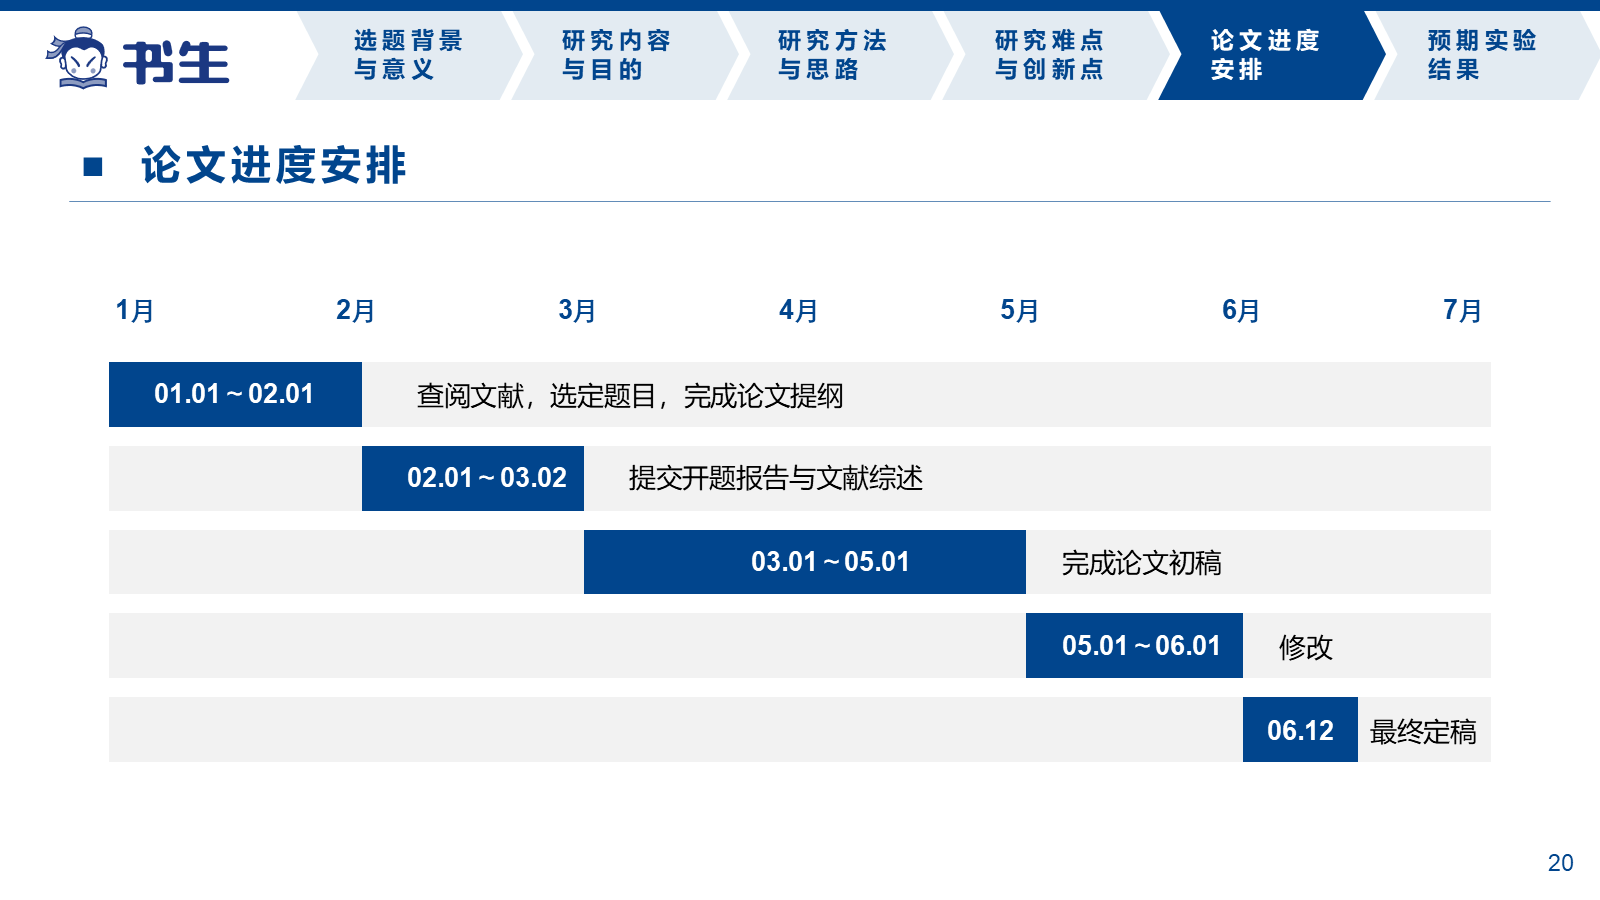 书生
选题背景
与意义
研究内容
与目的
研究方法
与思路
研究难点
与创新点
论文进度
安排
预期实验
结果
论文进度安排
1月 2月 3月 4月 5月 6月 7月
01.01～02.01 查阅文献，选定题目，完成论文提纲
02.01～03.02 提交开题报告与文献综述
03.01～05.01 完成论文初稿
05.01～06.01 修改
06.12 最终定稿
20